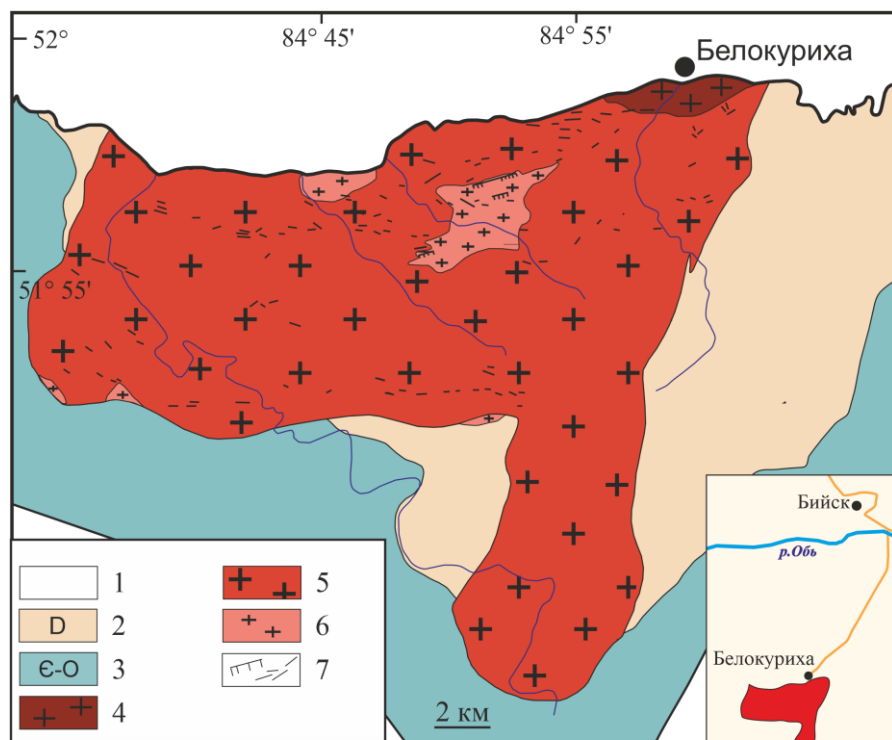 52°
84° 45'
84° 55'
Белокуриха
51° 55'
1
D
2
Є-O
3
4
5
6
7
2 км
Бийск
р.Обь
Белокуриха